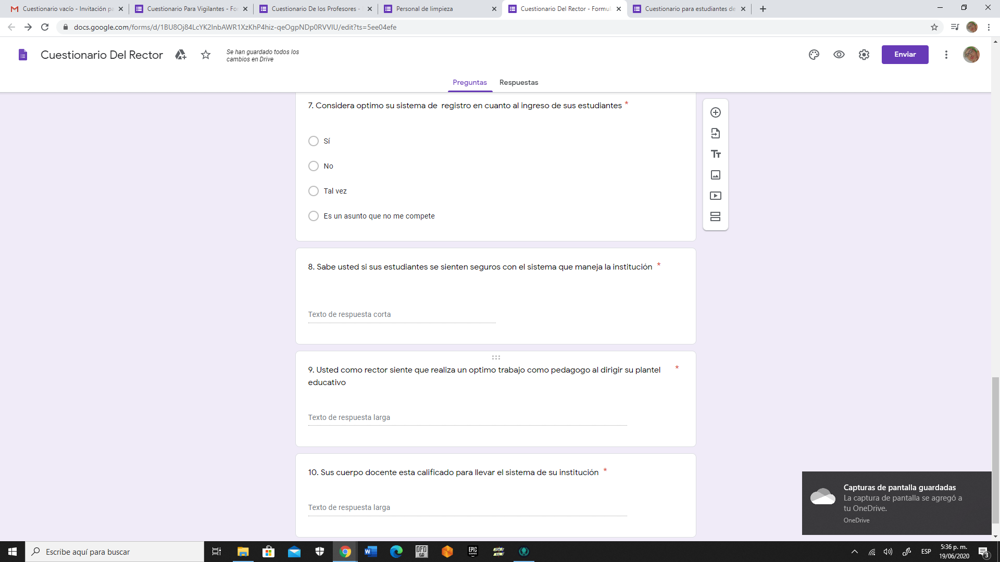 Cuestionario vacío - Invitación pa
Cuestionario Para Vigilantes - Fo
Cuestionario De los Profesores -
Personal de limpieza
Cuestionario Del Rector - Formul
Cuestionario para estudiantes de
docs.google.com/forms/d/1BU8Oj84LcYK2InbAWR1XzKhP4hiz-qeOgpNDp0RVVIU/edit?ts=5ee04efe
Cuestionario Del Rector
Se han guardado todos los
cambios en Drive
Enviar
Preguntas
Respuestas
7. Considera optimo su sistema de  registro en cuanto al ingreso de sus estudiantes *
Sí
No
Tal vez
Es un asunto que no me compete
8. Sabe usted si sus estudiantes se sienten seguros con el sistema que maneja la institución *
Texto de respuesta corta
9. Usted como rector siente que realiza un optimo trabajo como pedagogo al dirigir su plantel *
educativo
Texto de respuesta larga
10. Sus cuerpo docente esta calificado para llevar el sistema de su institución *
Texto de respuesta larga
Capturas de pantalla guardadas
La captura de pantalla se agregó a
tu OneDrive.
OneDrive
Escribe aquí para buscar
EPIC
GAMES
ESP
5:36 p. m.
19/06/2020
3